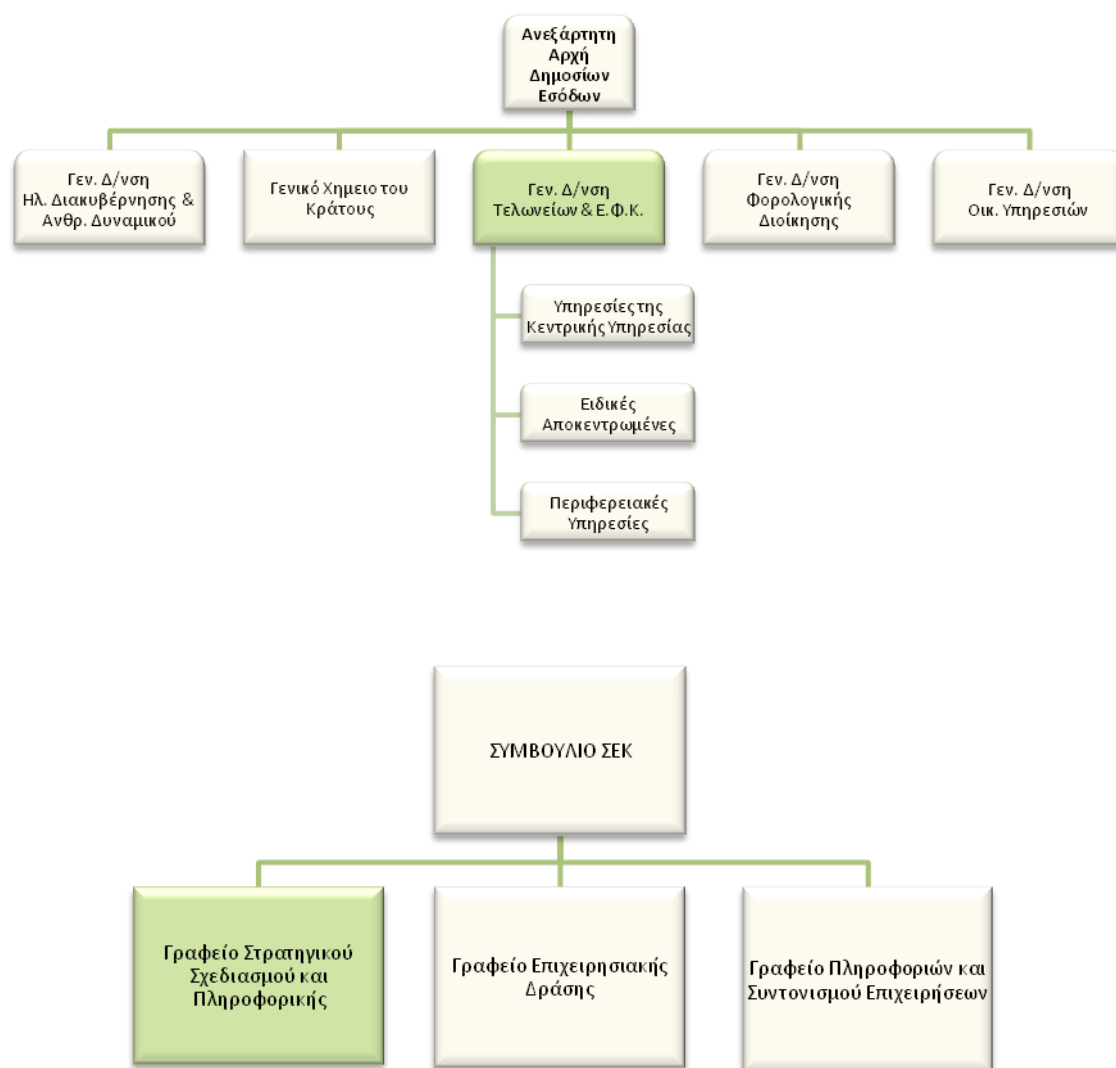 Ανεξάρτητη
Αρχή
Δημοσίων
Εσόδων
Γεν. Δ/νση
Ηλ. Διακυβέρνησης &
Ανθρ. Δυναμικού
Γενικό Χημειο του
Κράτους
Γεν. Δ/νση
Τελωνείων & Ε.Φ.Κ.
Γεν. Δ/νση
Φορολογικής
Διοίκησης
Γεν. Δ/νση
Οικ. Υπηρεσιών
Υπηρεσίες της
Κεντρικής Υπηρεσίας
Ειδικές
Αποκεντρωμένες
Περιφερειακές
Υπηρεσίες
ΣΥΜΒΟΥΛΙΟ ΣΕΚ
Γραφείο Στρατηγικού
Σχεδιασμού και
Πληροφορικής
Γραφείο Επιχειρησιακής
Δράσης
Γραφείο Πληροφοριών και
Συντονισμού Επιχειρήσεων